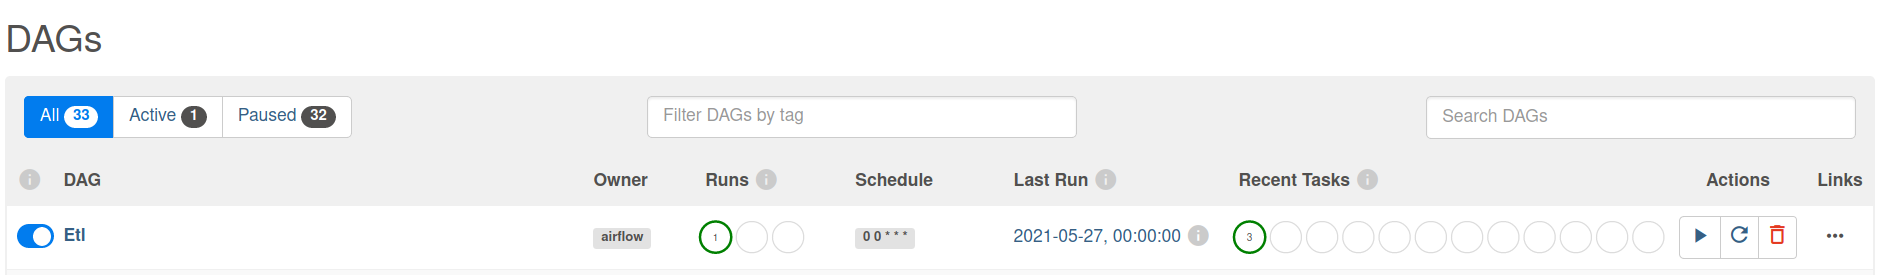 DAGs
All 33 Active 1 Paused 32 Filter DAGs by tag Search DAGs
i DAG Owner Runs i Schedule Last Run i Recent Tasks i Actions Links
Etl airflow 1 0 0 * * * 2021-05-27, 00:00:00 i 3